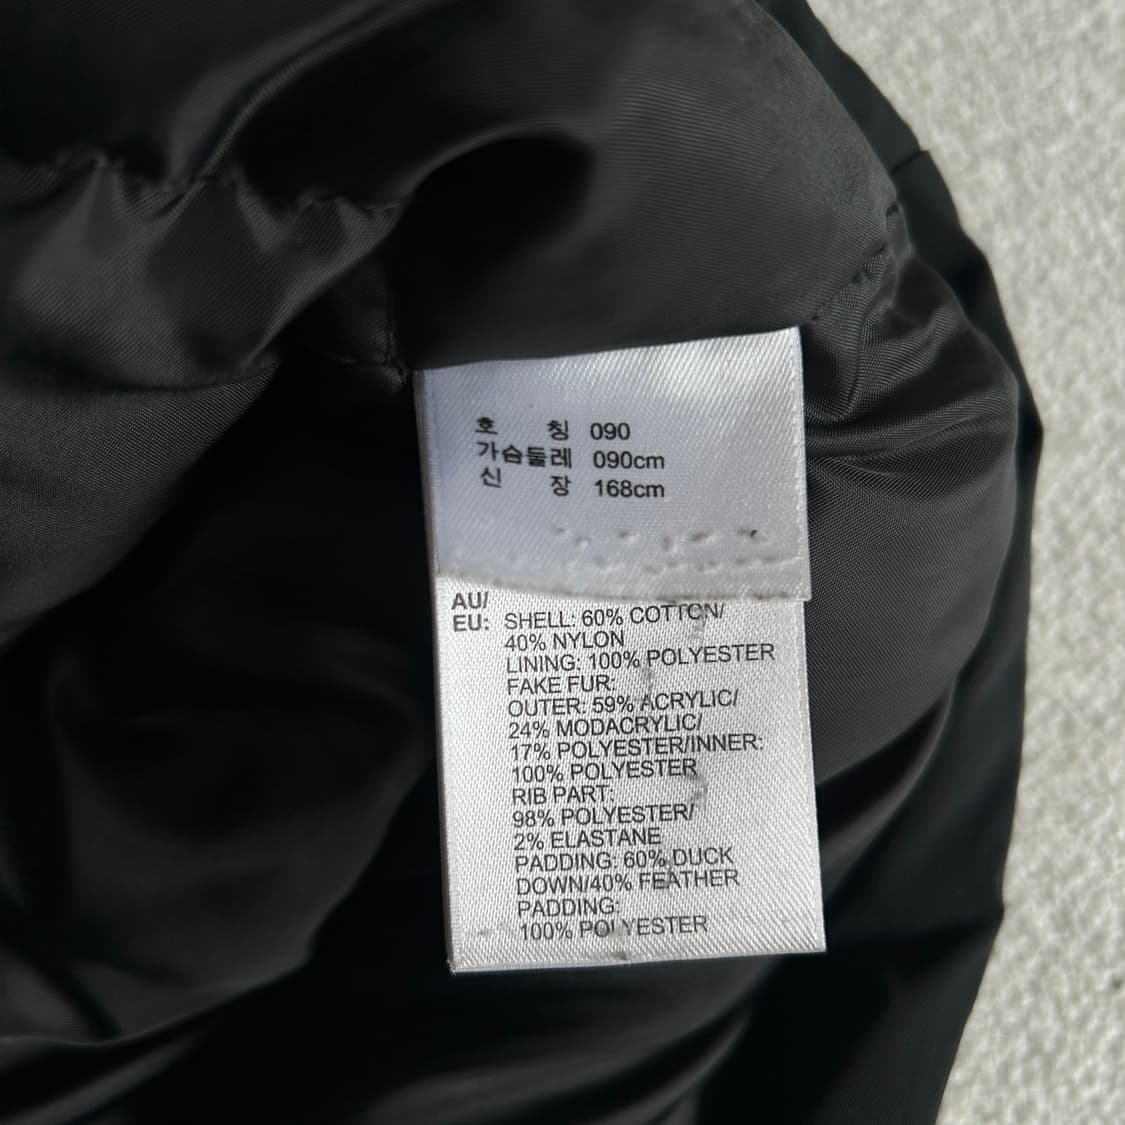 호 칭 090
가슴둘레 090cm
신 장 168cm
AU/
EU: SHELL: 60% COTTON/
40% NYLON
LINING: 100% POLYESTER
FAKE FUR:
OUTER: 59% ACRYLIC/
24% MODACRYLIC/
17% POLYESTER/INNER:
100% POLYESTER
RIB PART:
98% POLYESTER/
2% ELASTANE
PADDING: 60% DUCK
DOWN/40% FEATHER
PADDING:
100% POLYESTER